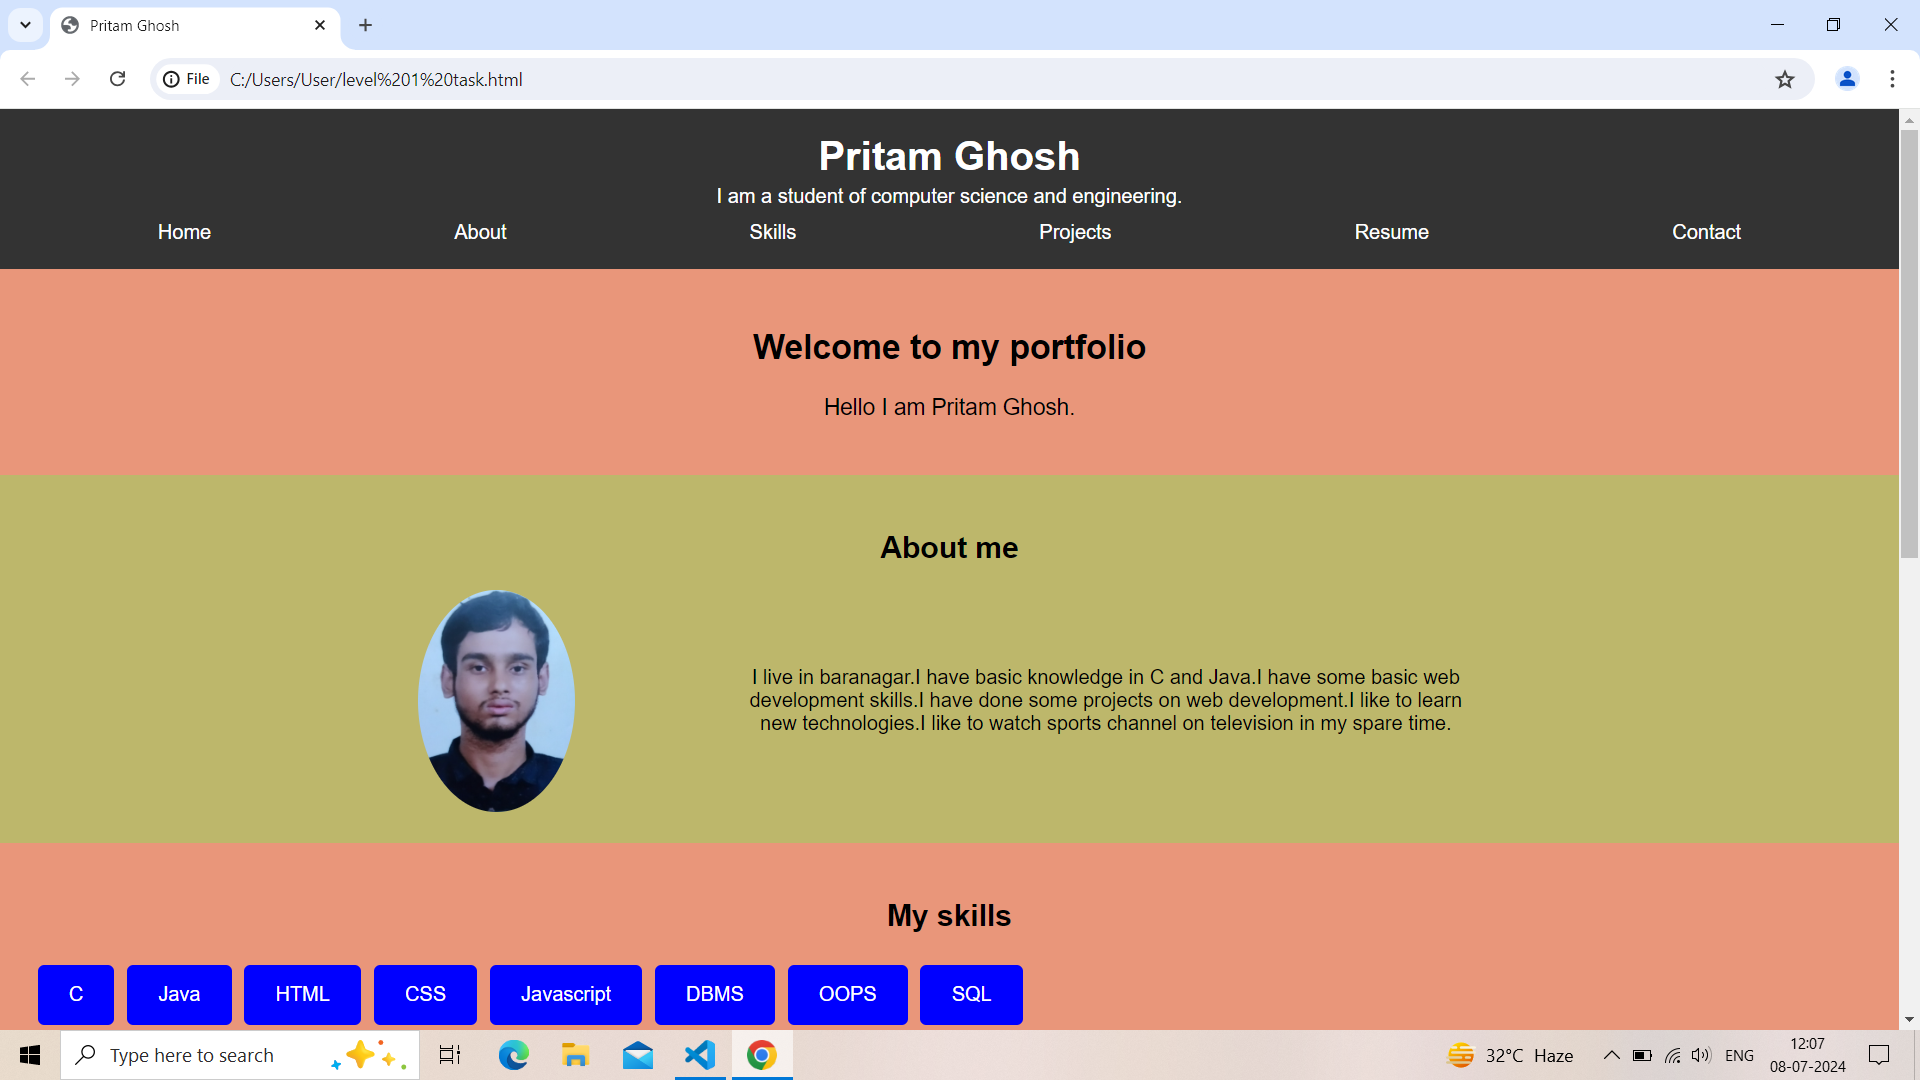 Pritam Ghosh
File C:/Users/User/level%201%20task.html
Pritam Ghosh
I am a student of computer science and engineering.
Home About Skills Projects Resume Contact
Welcome to my portfolio
Hello I am Pritam Ghosh.
About me
I live in baranagar.I have basic knowledge in C and Java.I have some basic web
development skills.I have done some projects on web development.I like to learn
new technologies.I like to watch sports channel on television in my spare time.
My skills
C Java HTML CSS Javascript DBMS OOPS SQL
Type here to search
32°C Haze
ENG
12:07
08-07-2024